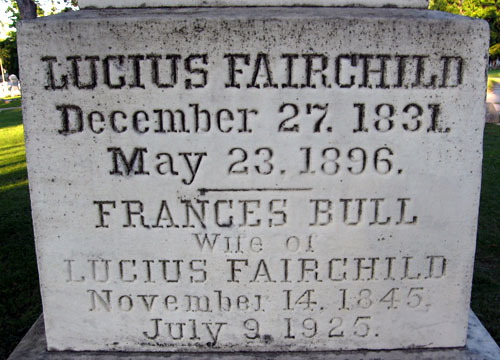 LUCIUS FAIRCHILD
December 27. 1831.
May 23. 1896.
FRANCES BULL
Wife of
LUCIUS FAIRCHILD
November 14. 1845.
July 9. 1925.